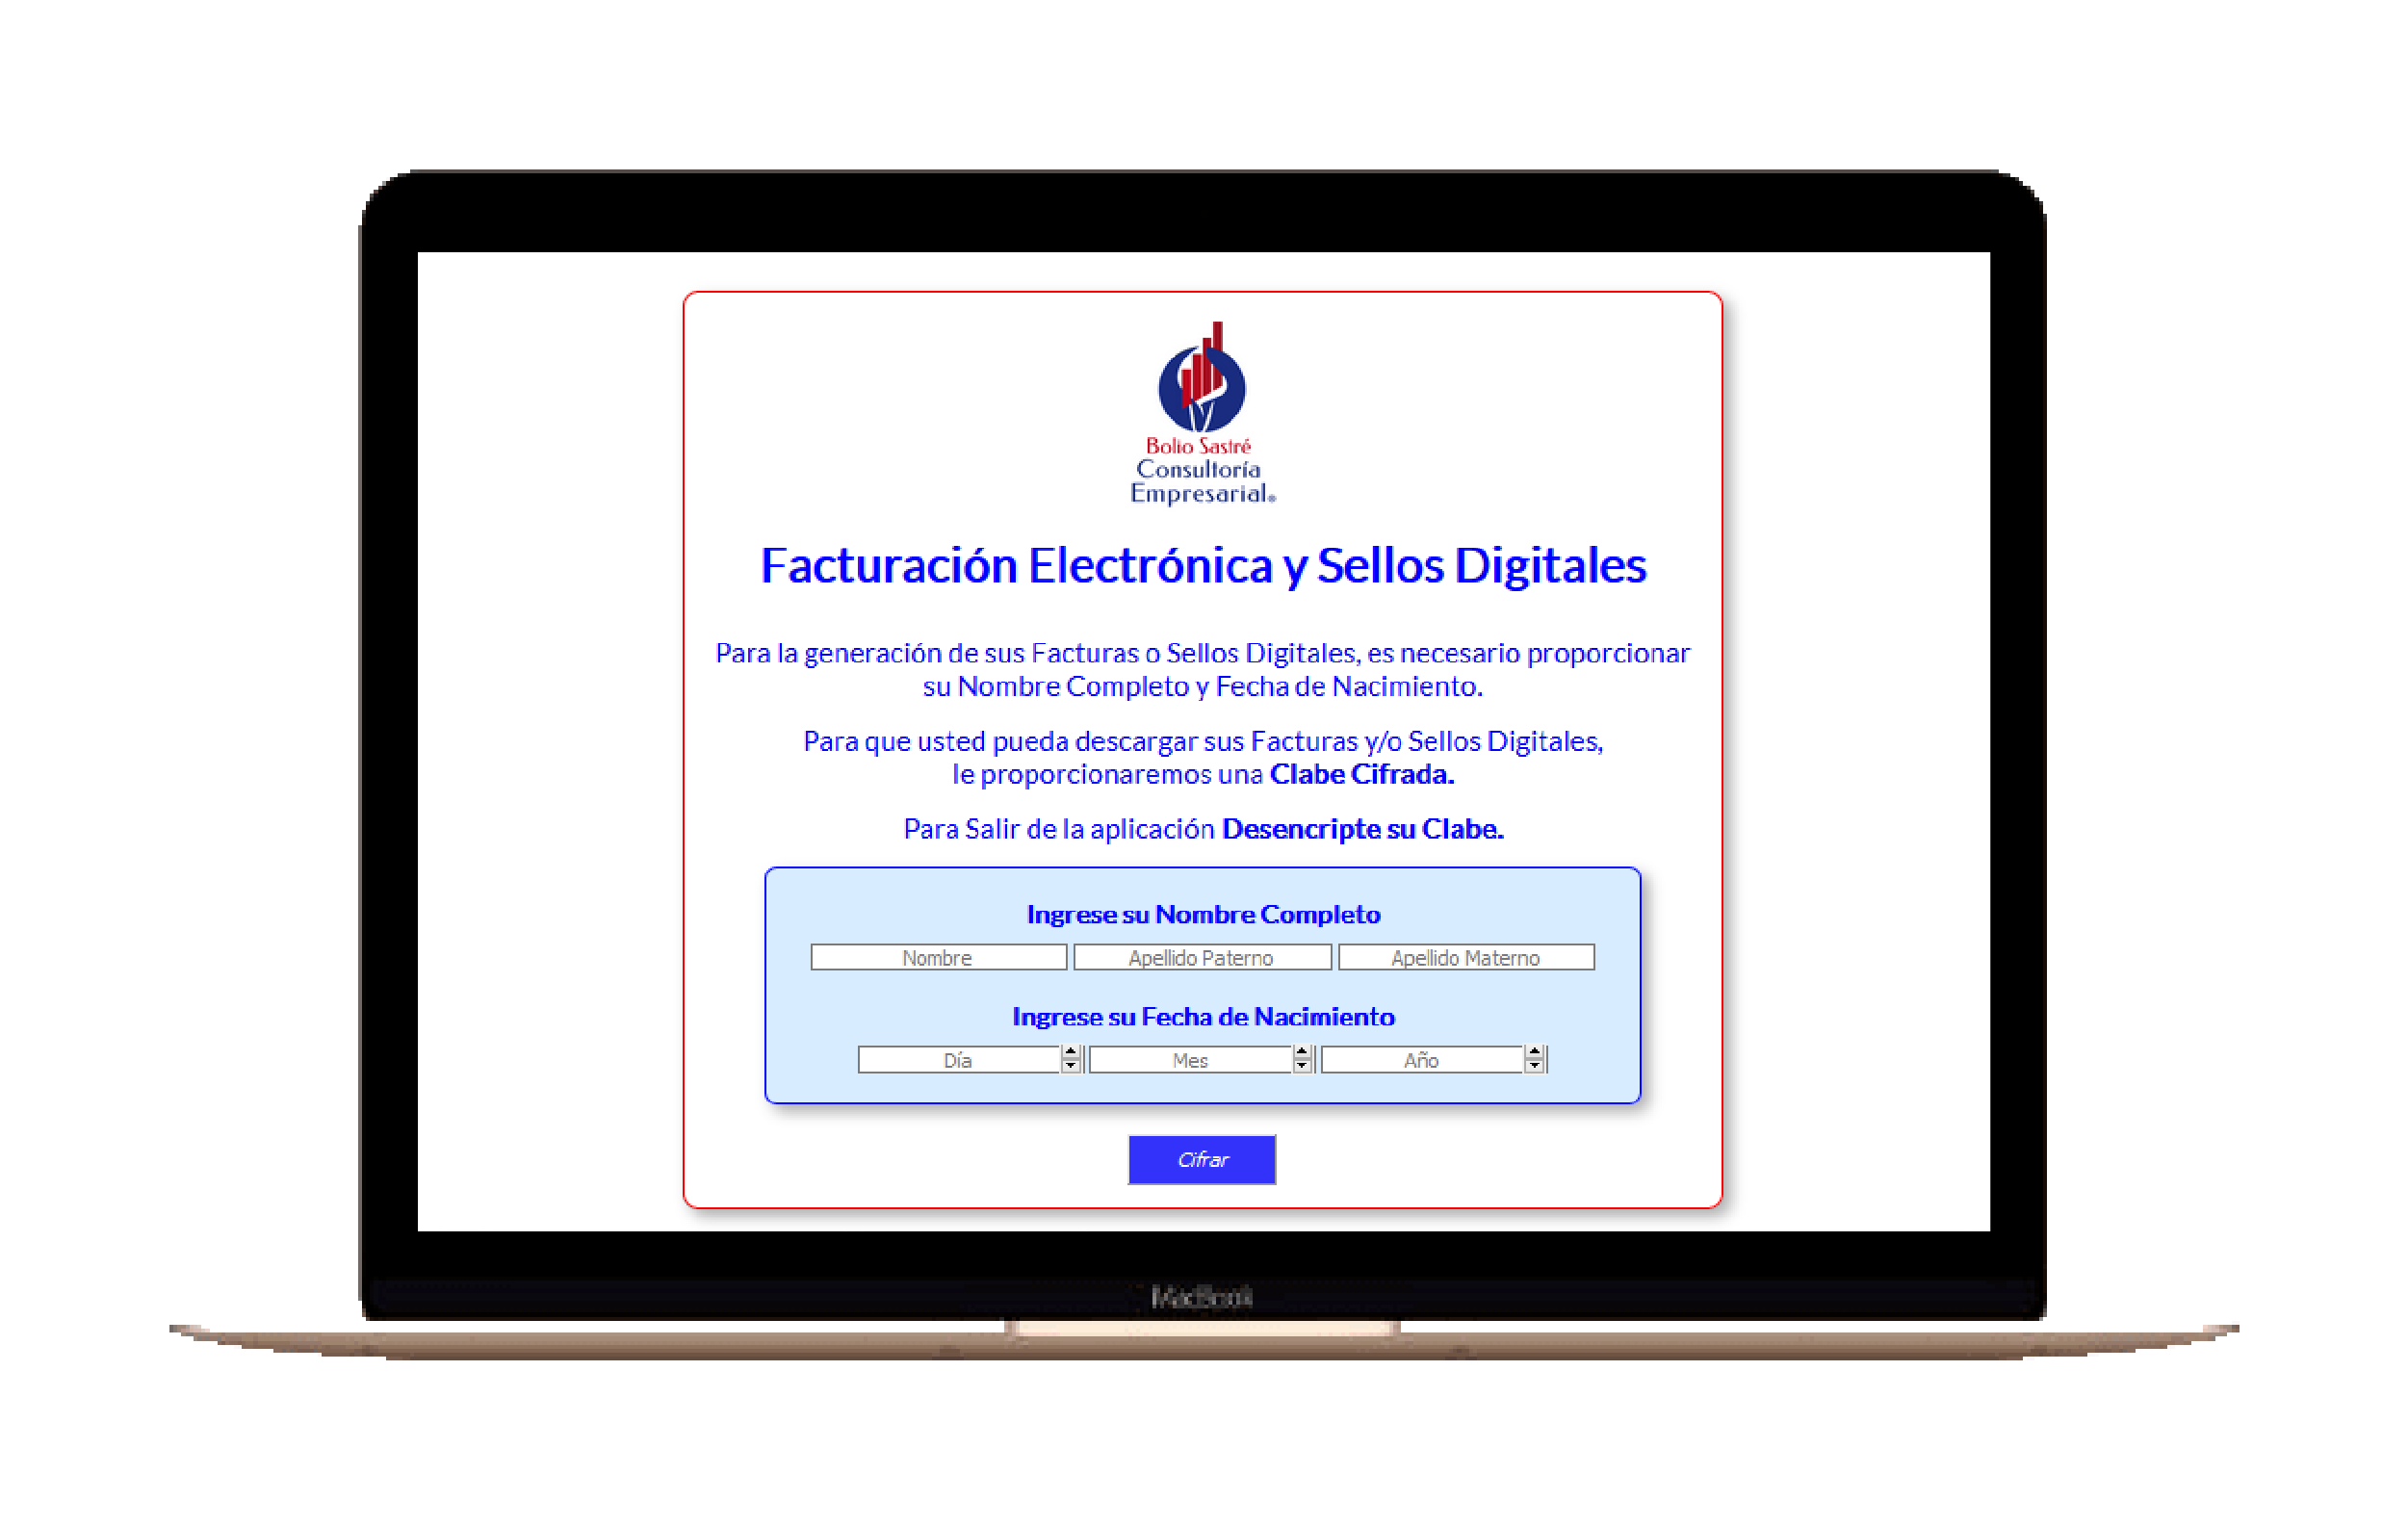 Bolio Sastré
Consultoría
Empresarial®
Facturación Electrónica y Sellos Digitales
Para la generación de sus Facturas o Sellos Digitales, es necesario proporcionar
su Nombre Completo y Fecha de Nacimiento.
Para que usted pueda descargar sus Facturas y/o Sellos Digitales,
le proporcionaremos una Clabe Cifrada.
Para Salir de la aplicación Desencripte su Clabe.
Ingrese su Nombre Completo
Nombre Apellido Paterno Apellido Materno
Ingrese su Fecha de Nacimiento
Día Mes Año
Cifrar
MacBook